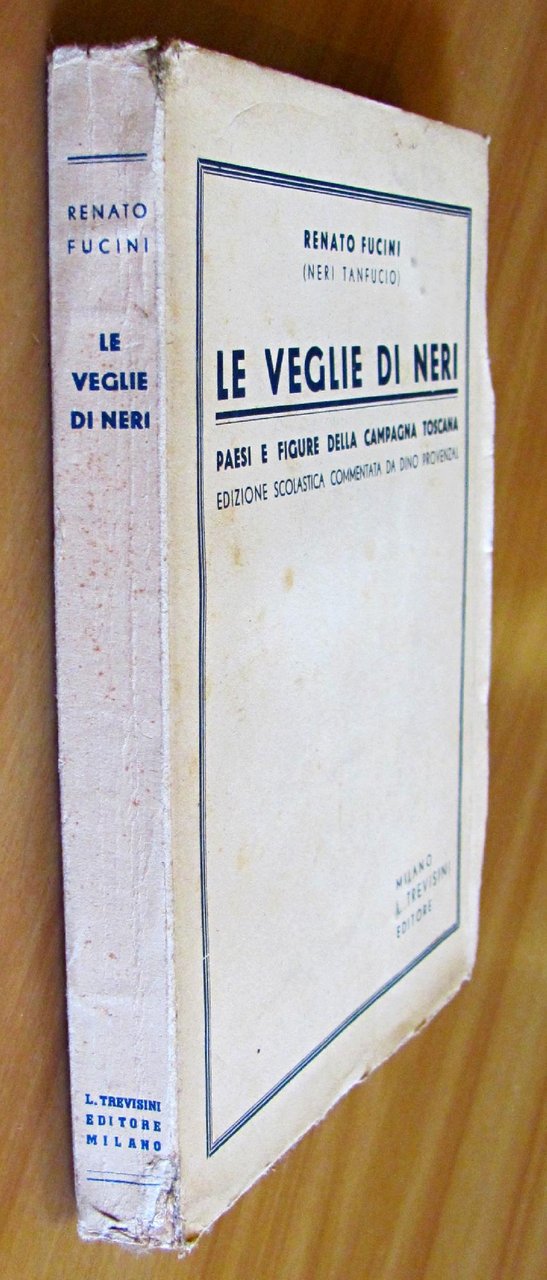 RENATO
FUCINI
LE
VEGLIE
DI NERI
L. TREVISINI
EDITORE
MILANO
RENATO FUCINI
(NERI TANFUCIO)
LE VEGLIE DI NERI
PAESI E FIGURE DELLA CAMPAGNA TOSCANA
EDIZIONE SCOLASTICA COMMENTATA DA DINO PROVENZAL
MILANO
L. TREVISINI
EDITORE